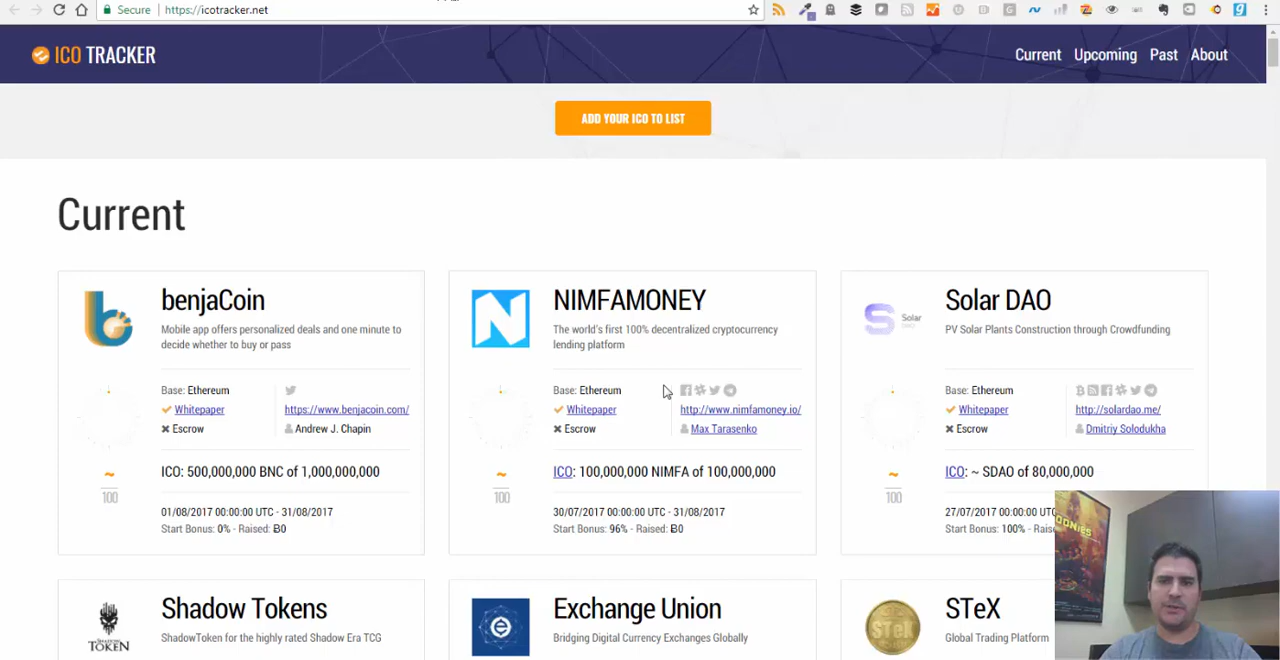 Secure
https://icotracker.net
ICO TRACKER
Current
Upcoming
Past
About
ADD YOUR ICO TO LIST
Current
benjaCoin
Mobile app offers personalized deals and one minute to
decide whether to buy or pass
Base: Ethereum
Whitepaper
https://www.benjacoin.com/
Escrow
Andrew J. Chapin
~
100
ICO: 500,000,000 BNC of 1,000,000,000
01/08/2017 00:00:00 UTC - 31/08/2017
Start Bonus: 0% - Raised: Ƀ0
NIMFAMONEY
The world's first 100% decentralized cryptocurrency
lending platform
Base: Ethereum
Whitepaper
http://www.nimfamoney.io/
Escrow
Max Tarasenko
~
100
ICO: 100,000,000 NIMFA of 100,000,000
30/07/2017 00:00:00 UTC - 31/08/2017
Start Bonus: 96% - Raised: Ƀ0
Solar DAO
Solar
PV Solar Plants Construction through Crowdfunding
Base: Ethereum
Whitepaper
http://solardao.me/
Escrow
Dmitriy Solodukha
~
100
ICO: ~ SDAO of 80,000,000
27/07/2017 00:00:00 UTC
Start Bonus: 100% - Raise
Shadow Tokens
SHADOW
TOKEN
ShadowToken for the highly rated Shadow Era TCG
Exchange Union
Bridging Digital Currency Exchanges Globally
STeX
STeX
Global Trading Platform